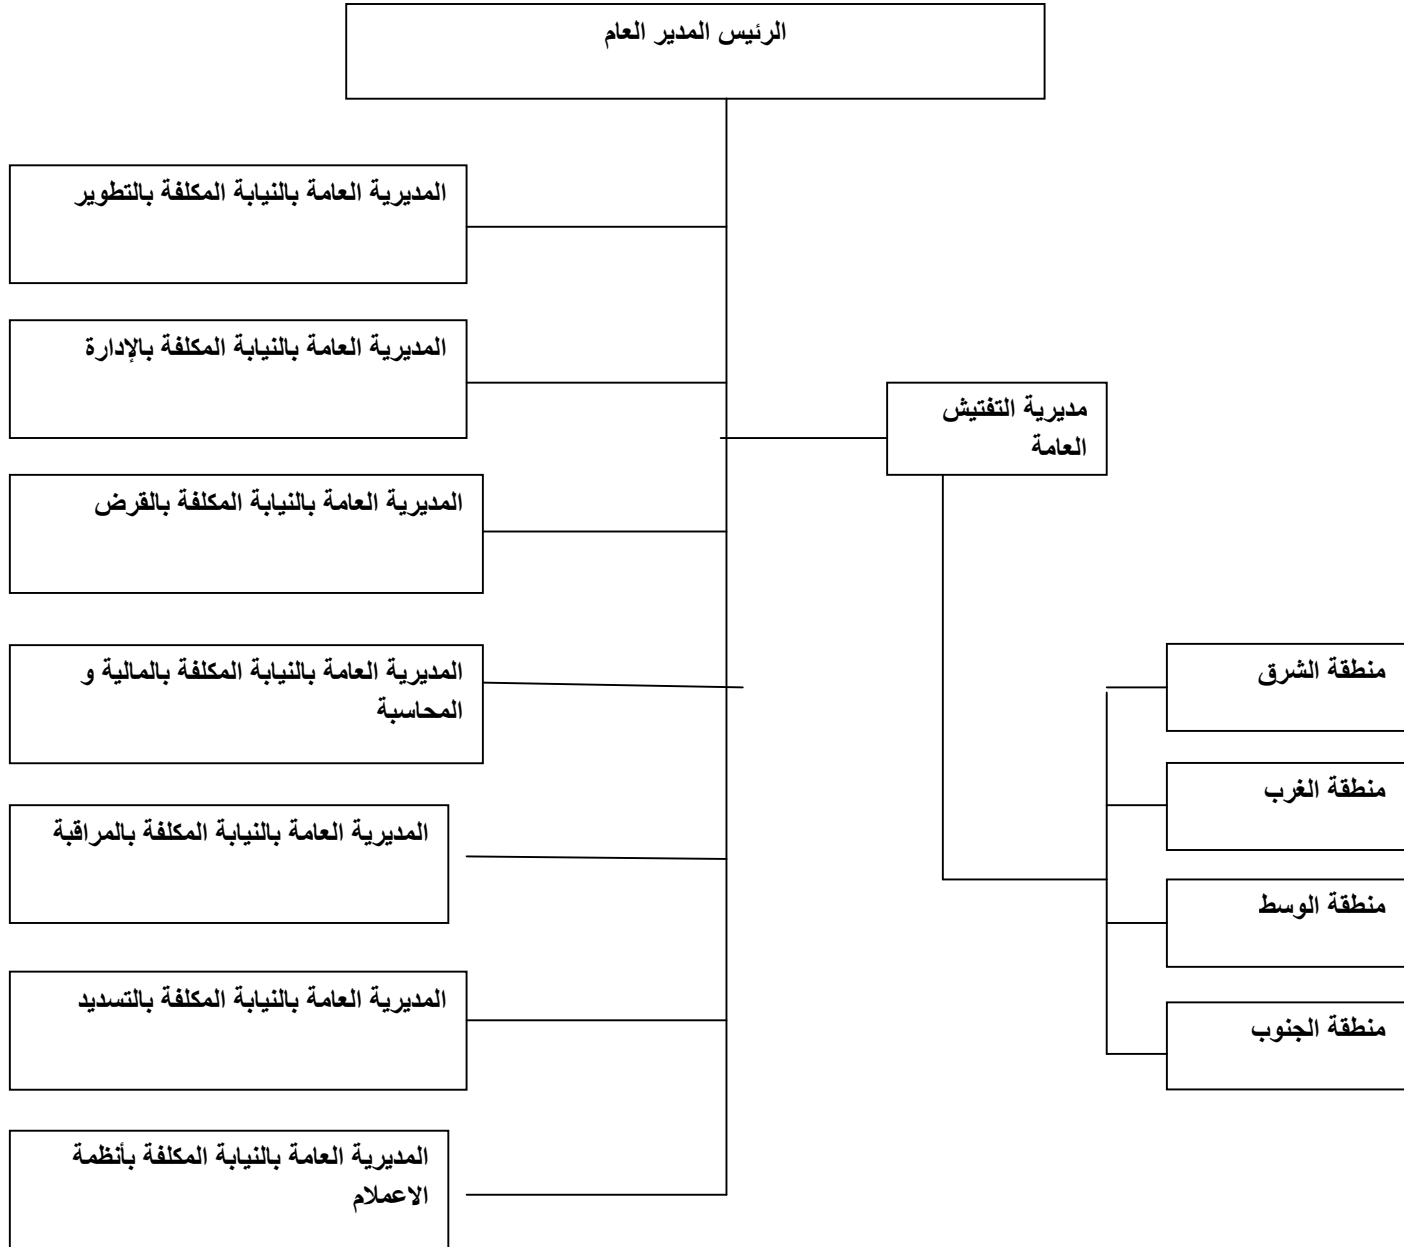 الرئيس المدير العام
المديرية العامة بالنيابة المكلفة بالتطوير
المديرية العامة بالنيابة المكلفة بالإدارة
مديرية التفتيش
العامة
المديرية العامة بالنيابة المكلفة بالقرض
المديرية العامة بالنيابة المكلفة بالمالية و
المحاسبة
منطقة الشرق
منطقة الغرب
المديرية العامة بالنيابة المكلفة بالمراقبة
منطقة الوسط
المديرية العامة بالنيابة المكلفة بالتسديد
منطقة الجنوب
المديرية العامة بالنيابة المكلفة بأنظمة
الاعملام